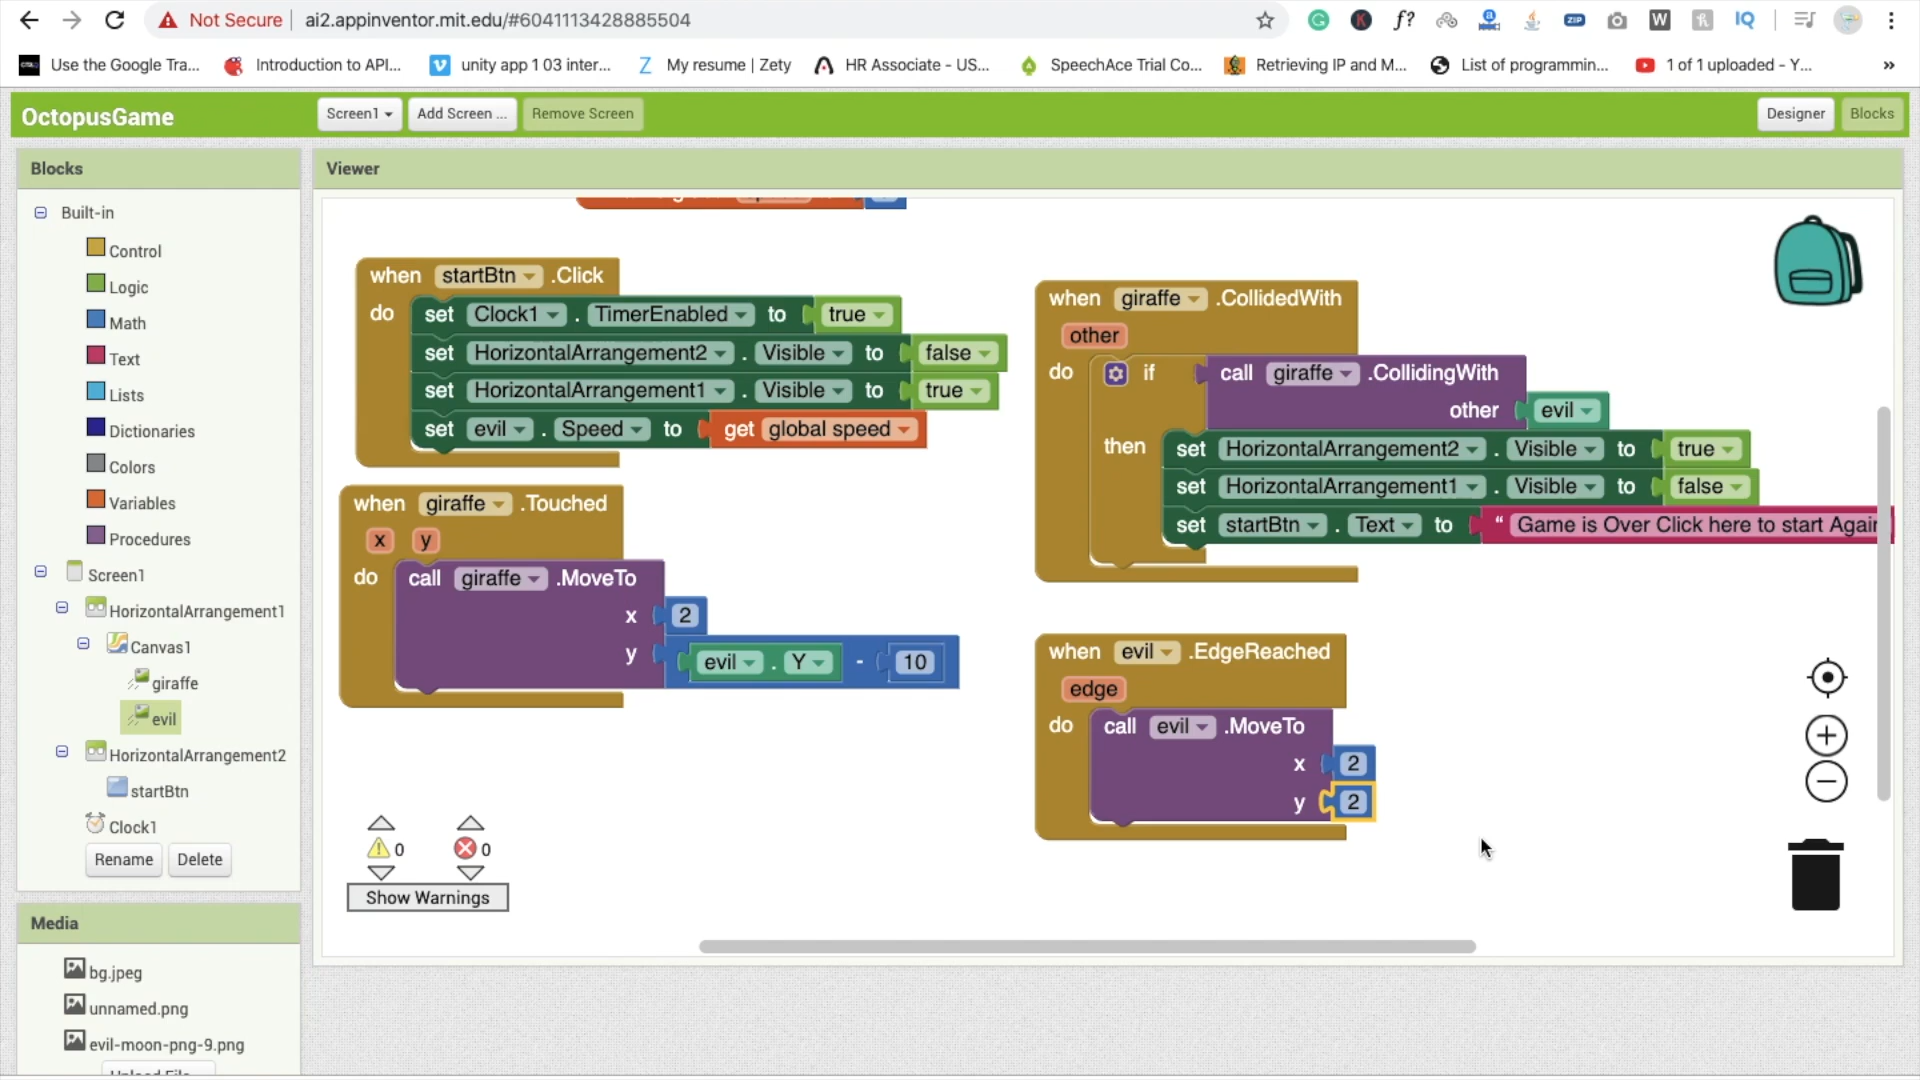 Not Secure | ai2.appinventor.mit.edu/#6041113428885504
Use the Google Tra... Introduction to API... unity app 1 03 inter... My resume | Zety HR Associate - US... SpeechAce Trial Co... Retrieving IP and M... List of programmin... 1 of 1 uploaded - Y... »
OctopusGame Screen1 Add Screen ... Remove Screen Designer Blocks
Blocks
Built-in
Control
Logic
Math
Text
Lists
Dictionaries
Colors
Variables
Procedures
Screen1
HorizontalArrangement1
Canvas1
giraffe
evil
HorizontalArrangement2
startBtn
Clock1
Rename Delete
Media
bg.jpeg
unnamed.png
evil-moon-png-9.png
Upload File
Viewer
when startBtn .Click
do set Clock1 . TimerEnabled to true
set HorizontalArrangement2 . Visible to false
set HorizontalArrangement1 . Visible to true
set evil . Speed to get global speed
when giraffe .Touched
x y
do call giraffe .MoveTo
x 2
y evil . Y - 10
when giraffe .CollidedWith
other
do if call giraffe .CollidingWith
other evil
then set HorizontalArrangement2 . Visible to true
set HorizontalArrangement1 . Visible to false
set startBtn . Text to “ Game is Over Click here to start Again
when evil .EdgeReached
edge
do call evil .MoveTo
x 2
y 2
0 0
Show Warnings